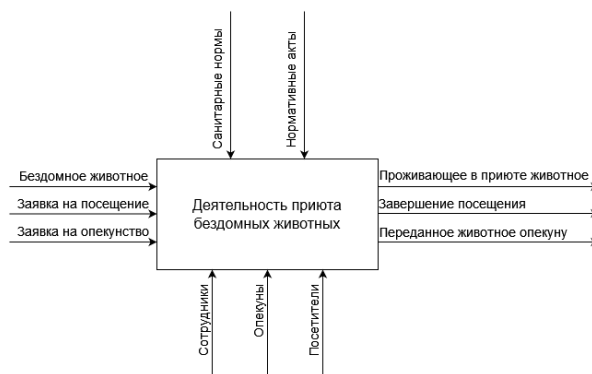 Санитарные нормы
Нормативные акты
Бездомное животное
Заявка на посещение
Заявка на опекунство
Деятельность приюта
бездомных животных
Проживающее в приюте животное
Завершение посещения
Переданное животное опекуну
Сотрудники
Опекуны
Посетители